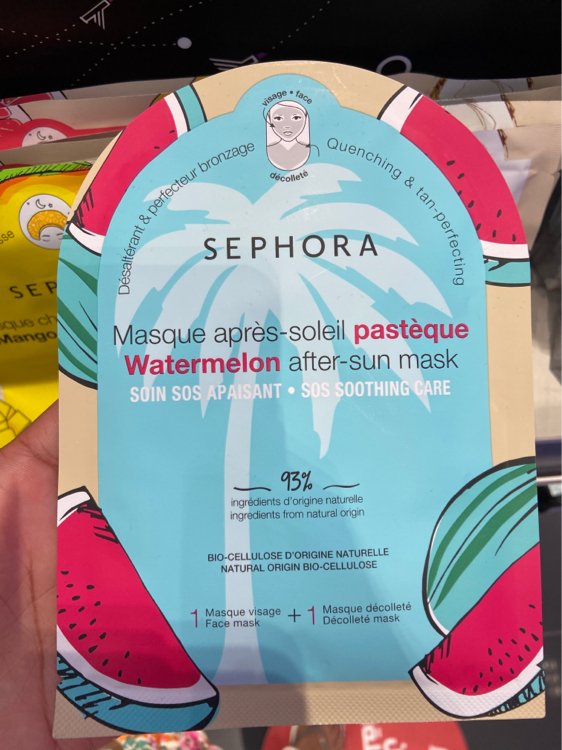 visage • face
décolleté
Désaltérant & perfecteur bronzage
Quenching & tan-perfecting
SEPHORA
Masque après-soleil pastèque
Watermelon after-sun mask
SOIN SOS APAISANT • SOS SOOTHING CARE
93%
ingrédients d'origine naturelle
ingredients from natural origin
BIO-CELLULOSE D'ORIGINE NATURELLE
NATURAL ORIGIN BIO-CELLULOSE
1 Masque visage + 1 Masque décolleté
Face mask Décolleté mask
SEP
Mango